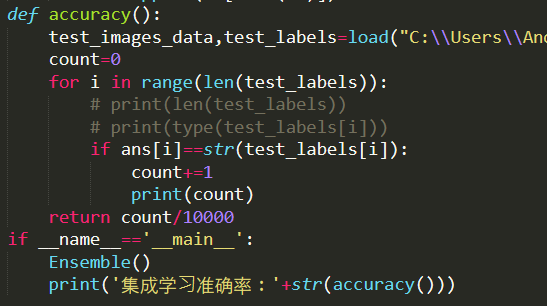 def accuracy():
test_images_data,test_labels=load("C:\\Users\\And
count=0
for i in range(len(test_labels)):
# print(len(test_labels))
# print(type(test_labels[i]))
if ans[i]==str(test_labels[i]):
count+=1
print(count)
return count/10000
if __name__=='__main__':
Ensemble()
print('集成学习准确率：'+str(accuracy()))